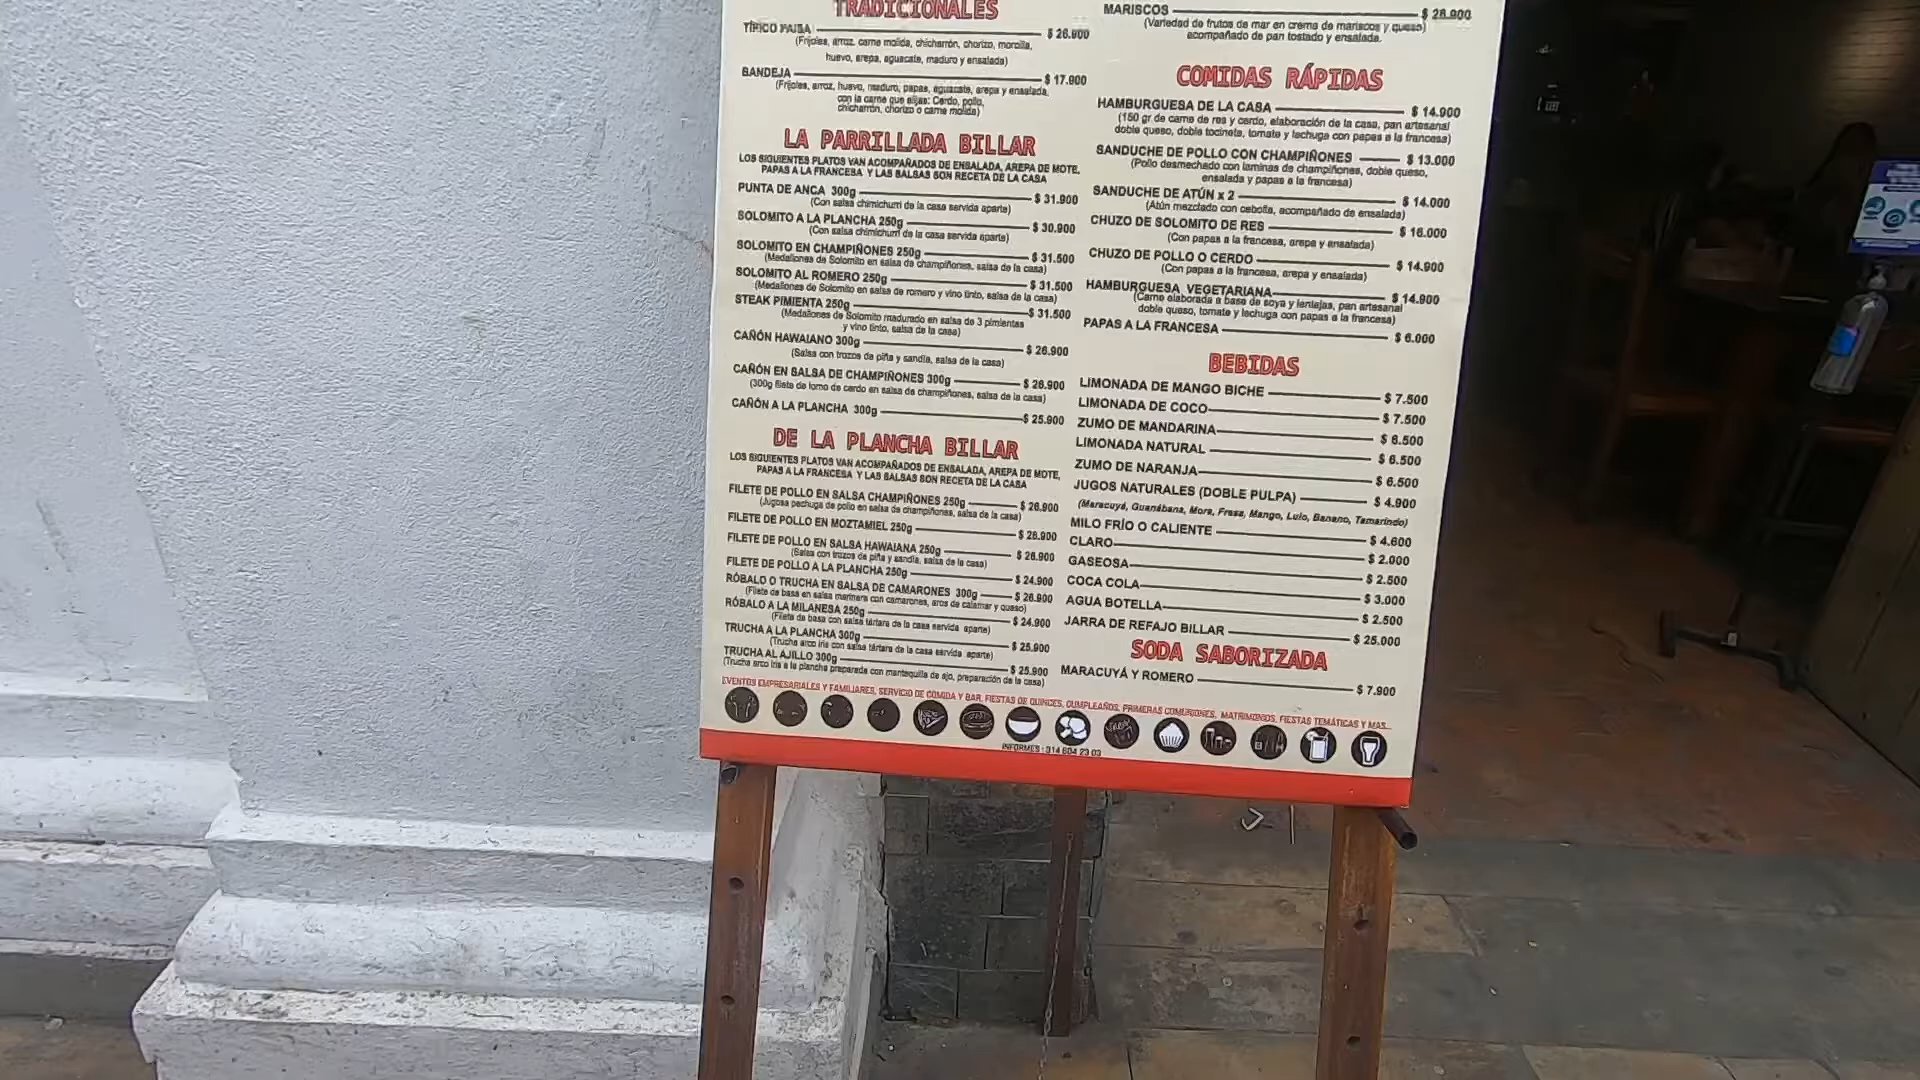 TRADICIONALES
TÍPICO PAISA $ 26.900
(Frijoles, arroz, carne molida, chicharrón, chorizo, morcilla,
huevo, arepa, aguacate, maduro y ensalada)
BANDEJA $ 17.900
(Frijoles, arroz, huevo, maduro, papas, aguacate, arepa y ensalada,
con la carne que elijas: Cerdo, pollo,
chicharrón, chorizo o carne molida)
LA PARRILLADA BILLAR
LOS SIGUIENTES PLATOS VAN ACOMPAÑADOS DE ENSALADA, AREPA DE MOTE,
PAPAS A LA FRANCESA Y LAS SALSAS SON RECETA DE LA CASA
PUNTA DE ANCA 300g $ 31.900
(Con salsa chimichurri de la casa servida aparte)
SOLOMITO A LA PLANCHA 250g $ 30.900
(Con salsa chimichurri de la casa servida aparte)
SOLOMITO EN CHAMPIÑONES 250g $ 31.500
(Medallones de Solomito en salsa de champiñones, salsa de la casa)
SOLOMITO AL ROMERO 250g $ 31.500
(Medallones de Solomito en salsa de romero y vino tinto, salsa de la casa)
STEAK PIMIENTA 250g $ 31.500
(Medallones de Solomito madurado en salsa de 3 pimientas
y vino tinto, salsa de la casa)
CAÑÓN HAWAIANO 300g $ 26.900
(Salsa con trozos de piña y sandía, salsa de la casa)
CAÑÓN EN SALSA DE CHAMPIÑONES 300g $ 26.900
(300g filete de lomo de cerdo en salsa de champiñones, salsa de la casa)
CAÑÓN A LA PLANCHA 300g $ 25.900
DE LA PLANCHA BILLAR
LOS SIGUIENTES PLATOS VAN ACOMPAÑADOS DE ENSALADA, AREPA DE MOTE,
PAPAS A LA FRANCESA Y LAS SALSAS SON RECETA DE LA CASA
FILETE DE POLLO EN SALSA CHAMPIÑONES 250g $ 26.900
(Jugosa pechuga de pollo en salsa de champiñones, salsa de la casa)
FILETE DE POLLO EN MOZTAMIEL 250g $ 26.900
FILETE DE POLLO EN SALSA HAWAIANA 250g $ 26.900
(Salsa con trozos de piña y sandía, salsa de la casa)
FILETE DE POLLO A LA PLANCHA 250g $ 24.900
RÓBALO O TRUCHA EN SALSA DE CAMARONES 300g $ 26.900
(Filete de basa en salsa marinera con camarones, aros de calamar y queso)
RÓBALO A LA MILANESA 250g $ 24.900
(Filete de basa con salsa tártara de la casa servida aparte)
TRUCHA A LA PLANCHA 300g $ 25.900
(Trucha arco iris con salsa tártara de la casa servida aparte)
TRUCHA AL AJILLO 300g $ 25.900
(Trucha arco iris a la plancha preparada con mantequilla de ajo, preparación de la casa)
MARISCOS $ 28.900
(Variedad de frutos de mar en crema de mariscos y queso)
acompañado de pan tostado y ensalada.
COMIDAS RÁPIDAS
HAMBURGUESA DE LA CASA $ 14.900
(150 gr de carne de res y cerdo, elaboración de la casa, pan artesanal
doble queso, doble tocineta, tomate y lechuga con papas a la francesa)
SANDUCHE DE POLLO CON CHAMPIÑONES $ 13.000
(Pollo desmechado con laminas de champiñones, doble queso,
ensalada y papas a la francesa)
SANDUCHE DE ATÚN x 2 $ 14.000
(Atún mezclado con cebolla, acompañado de ensalada)
CHUZO DE SOLOMITO DE RES $ 16.000
(Con papas a la francesa, arepa y ensalada)
CHUZO DE POLLO O CERDO $ 14.900
(Con papas a la francesa, arepa y ensalada)
HAMBURGUESA VEGETARIANA $ 14.900
(Carne elaborada a base de soya y lentejas, pan artesanal
doble queso, tomate y lechuga con papas a la francesa)
PAPAS A LA FRANCESA $ 6.000
BEBIDAS
LIMONADA DE MANGO BICHE $ 7.500
LIMONADA DE COCO $ 7.500
ZUMO DE MANDARINA $ 6.500
LIMONADA NATURAL $ 6.500
ZUMO DE NARANJA $ 6.500
JUGOS NATURALES (DOBLE PULPA) $ 4.900
(Maracuyá, Guanábana, Mora, Fresa, Mango, Lulo, Banano, Tamarindo)
MILO FRÍO O CALIENTE $ 4.600
CLARO $ 2.000
GASEOSA $ 2.500
COCA COLA $ 3.000
AGUA BOTELLA $ 2.500
JARRA DE REFAJO BILLAR $ 25.000
SODA SABORIZADA
MARACUYÁ Y ROMERO $ 7.900
EVENTOS EMPRESARIALES Y FAMILIARES, SERVICIO DE COMIDA Y BAR, FIESTAS DE QUINCES, CUMPLEAÑOS, PRIMERAS COMUNIONES, MATRIMONIOS, FIESTAS TEMÁTICAS Y MAS...
INFORMES : 314 604 23 03